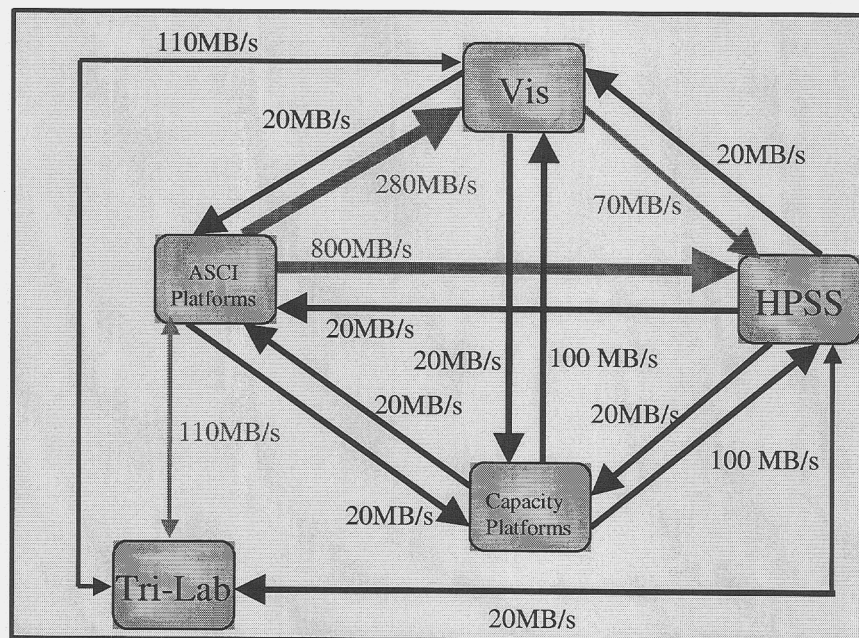 110MB/s
Vis
20MB/s
280MB/s
20MB/s
70MB/s
ASCI
Platforms
800MB/s
HPSS
20MB/s
20MB/s
100 MB/s
20MB/s
20MB/s
110MB/s
100 MB/s
Capacity
Platforms
20MB/s
Tri-Lab
20MB/s